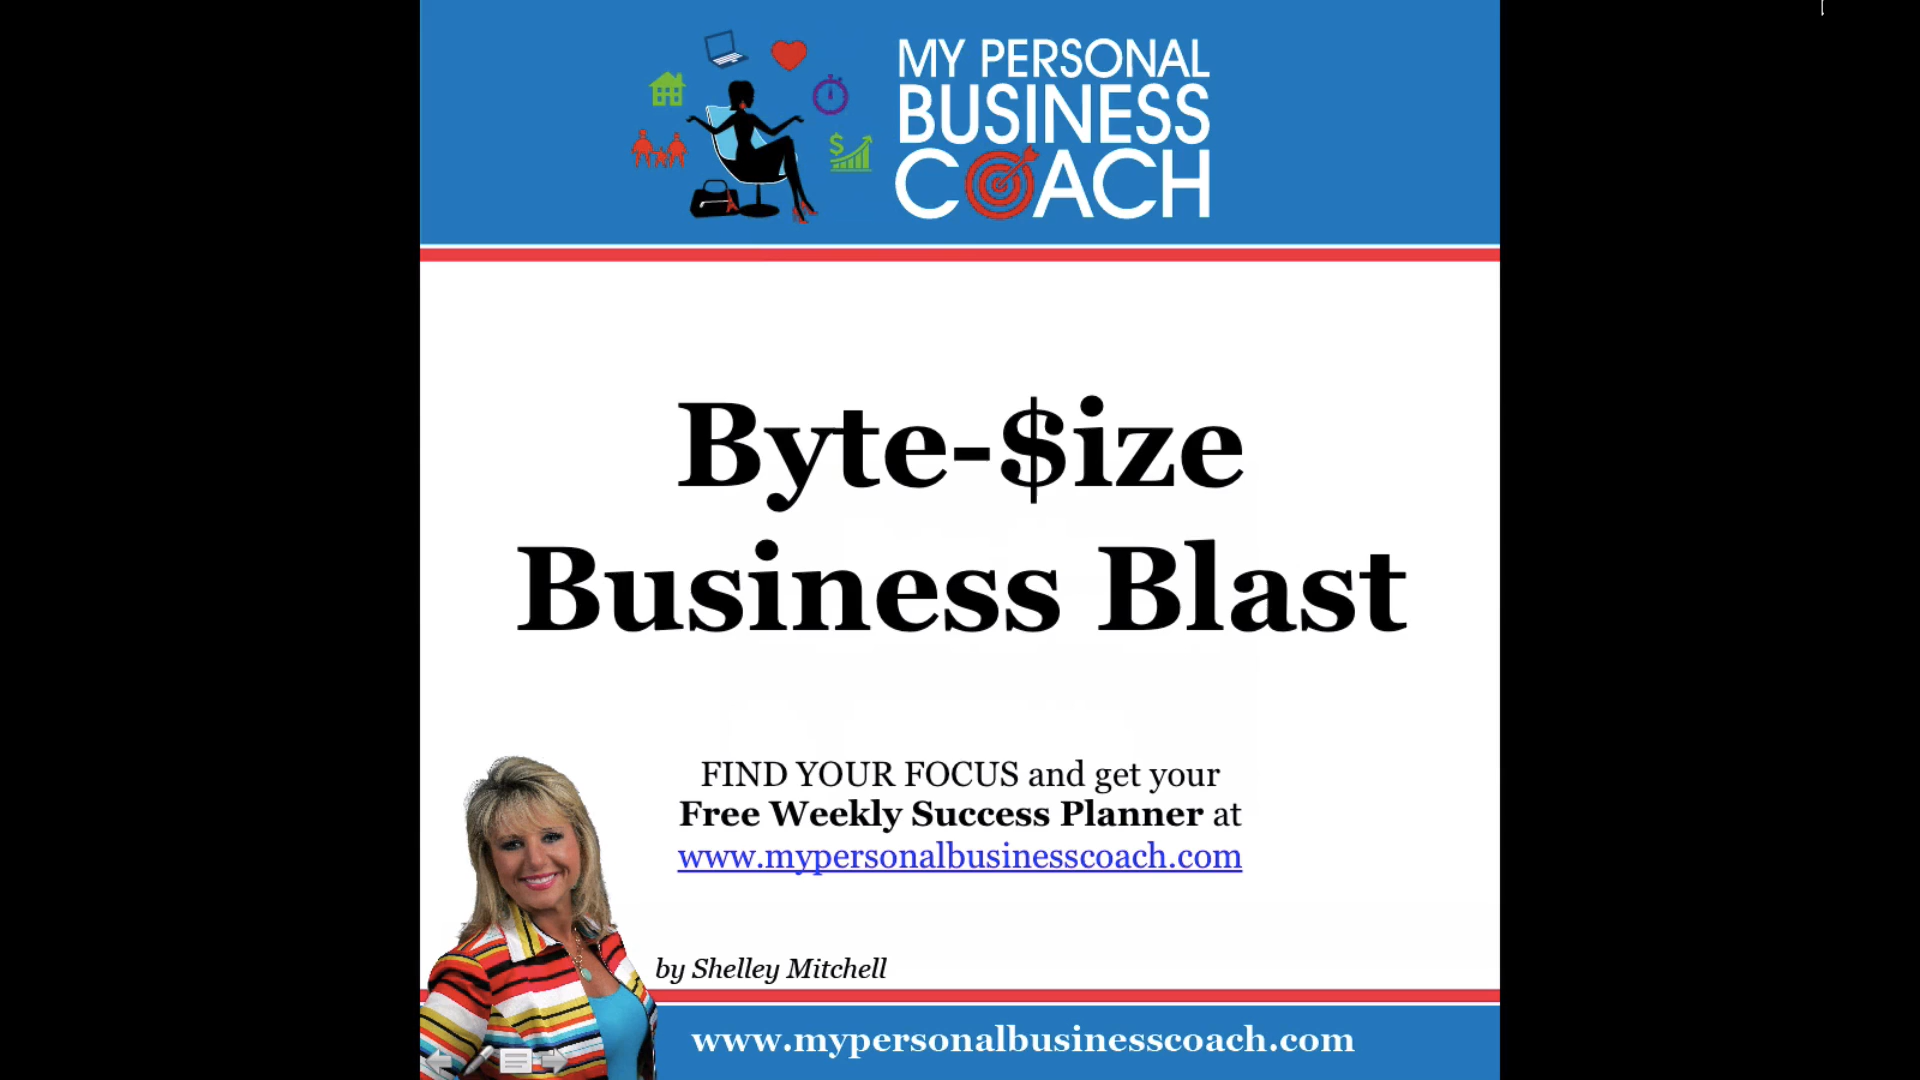 MY PERSONAL
BUSINESS
COACH
Byte-$ize
Business Blast
FIND YOUR FOCUS and get your
Free Weekly Success Planner at
www.mypersonalbusinesscoach.com
by Shelley Mitchell
www.mypersonalbusinesscoach.com